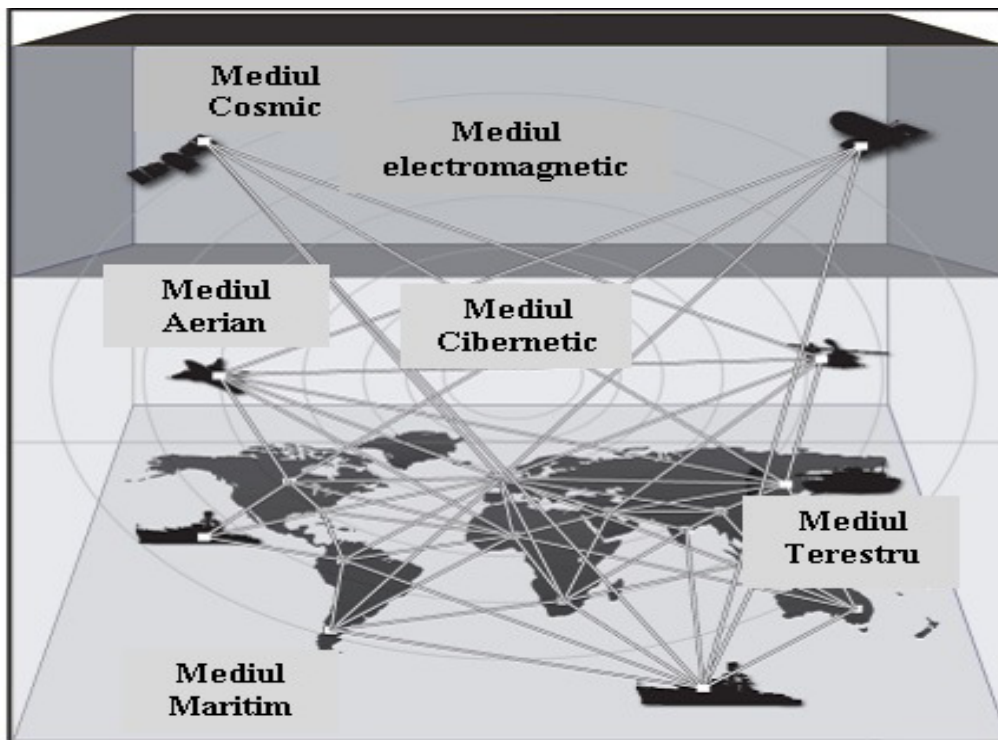 Mediul
Cosmic
Mediul
electromagnetic
Mediul
Aerian
Mediul
Cibernetic
Mediul
Terestru
Mediul
Maritim